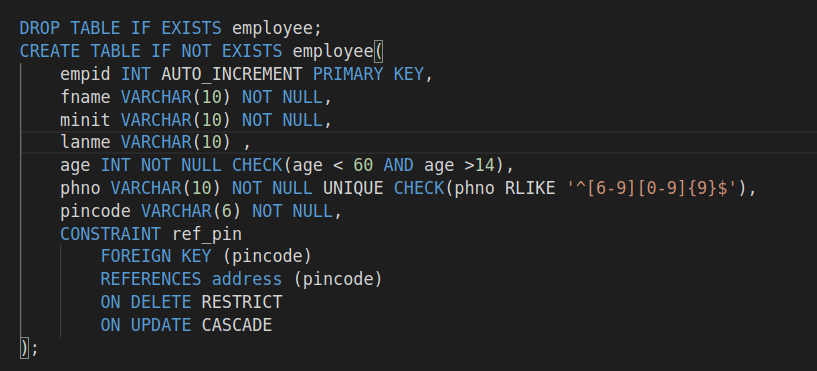 DROP TABLE IF EXISTS employee;
CREATE TABLE IF NOT EXISTS employee(
    empid INT AUTO_INCREMENT PRIMARY KEY,
    fname VARCHAR(10) NOT NULL,
    minit VARCHAR(10) NOT NULL,
    lanme VARCHAR(10) ,
    age INT NOT NULL CHECK(age < 60 AND age >14),
    phno VARCHAR(10) NOT NULL UNIQUE CHECK(phno RLIKE '^[6-9][0-9]{9}$'),
    pincode VARCHAR(6) NOT NULL,
    CONSTRAINT ref_pin
        FOREIGN KEY (pincode)
        REFERENCES address (pincode)
        ON DELETE RESTRICT
        ON UPDATE CASCADE
);